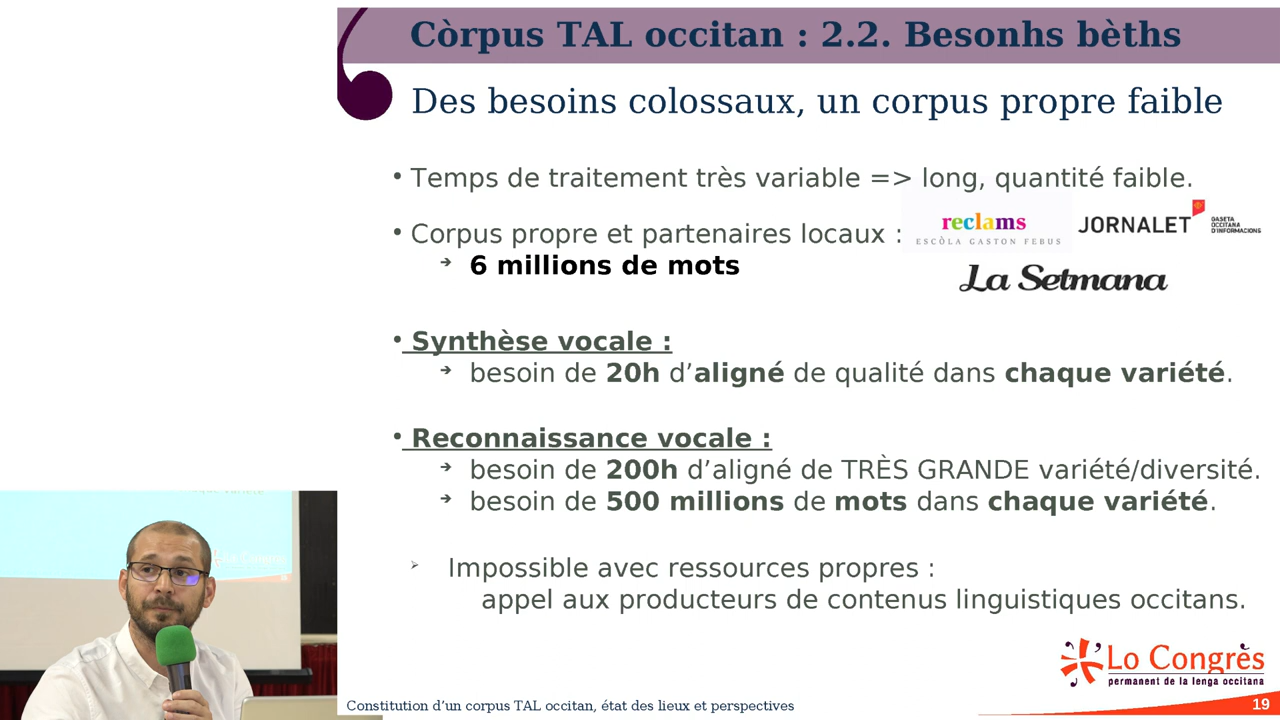 Còrpus TAL occitan : 2.2. Besonhs bèths
Des besoins colossaux, un corpus propre faible
• Temps de traitement très variable => long, quantité faible.
• Corpus propre et partenaires locaux :
➔ 6 millions de mots
reclams
ESCÒLA GASTON FEBUS
JORNALET
GASETA
OCCITANA
D'INFORMACIONS
La Setmana
• Synthèse vocale :
➔ besoin de 20h d’aligné de qualité dans chaque variété.
• Reconnaissance vocale :
➔ besoin de 200h d’aligné de TRÈS GRANDE variété/diversité.
➔ besoin de 500 millions de mots dans chaque variété.
➢ Impossible avec ressources propres :
appel aux producteurs de contenus linguistiques occitans.
Lo Congrès
permanent de la lenga occitana
Constitution d’un corpus TAL occitan, état des lieux et perspectives
19